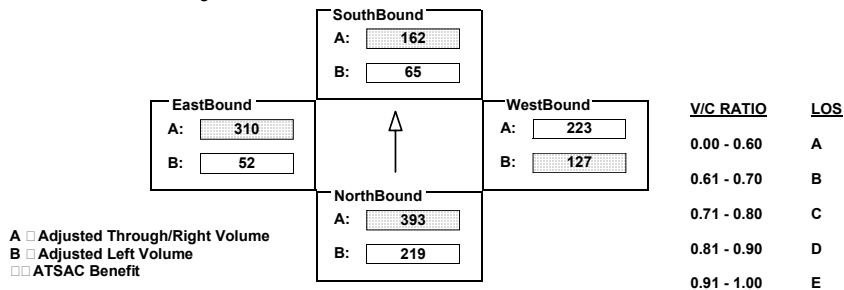 SouthBound
A: 162
B: 65
EastBound
A: 310
B: 52
WestBound
A: 223
B: 127
NorthBound
A: 393
B: 219
A □ Adjusted Through/Right Volume
B □ Adjusted Left Volume
□□ ATSAC Benefit
V/C RATIO LOS
0.00 - 0.60 A
0.61 - 0.70 B
0.71 - 0.80 C
0.81 - 0.90 D
0.91 - 1.00 E